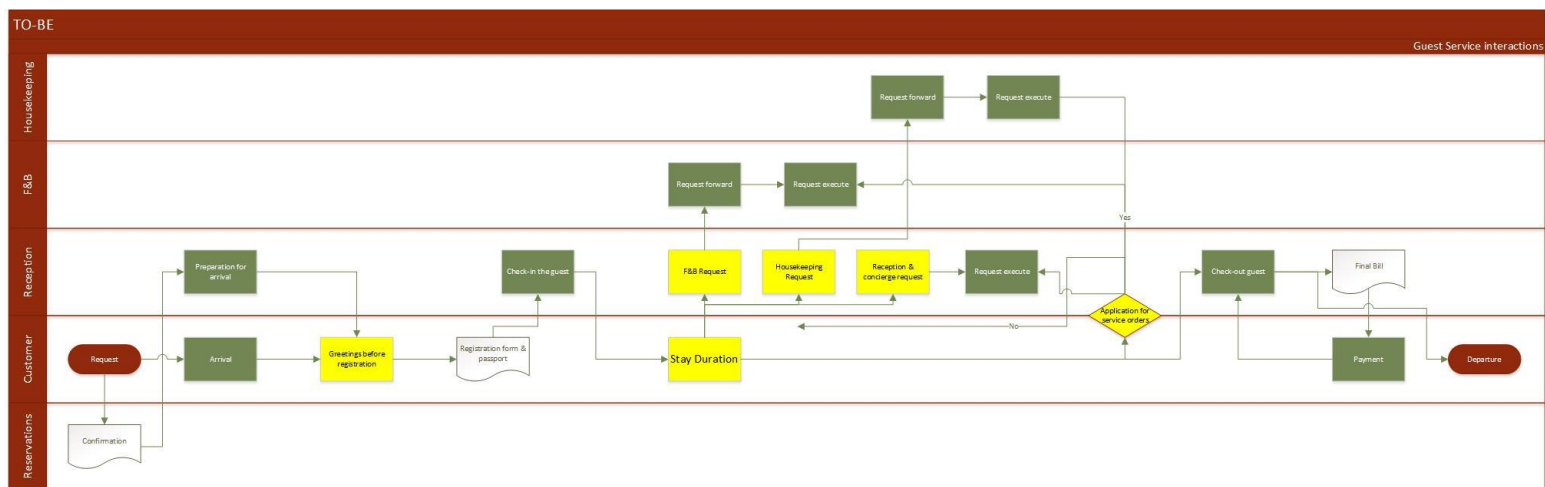 TO-BE
Guest Service interactions
Housekeeping
Request forward
Request execute
F&B
Request forward
Request execute
Yes
Reception
Preparation for
arrival
Check-in the guest
F&B Request
Housekeeping
Request
Reception &
concierge request
Request execute
Check-out guest
Final Bill
Application for
service orders
No
Customer
Request
Arrival
Greetings before
registration
Registration form &
passport
Stay Duration
Payment
Departure
Reservations
Confirmation